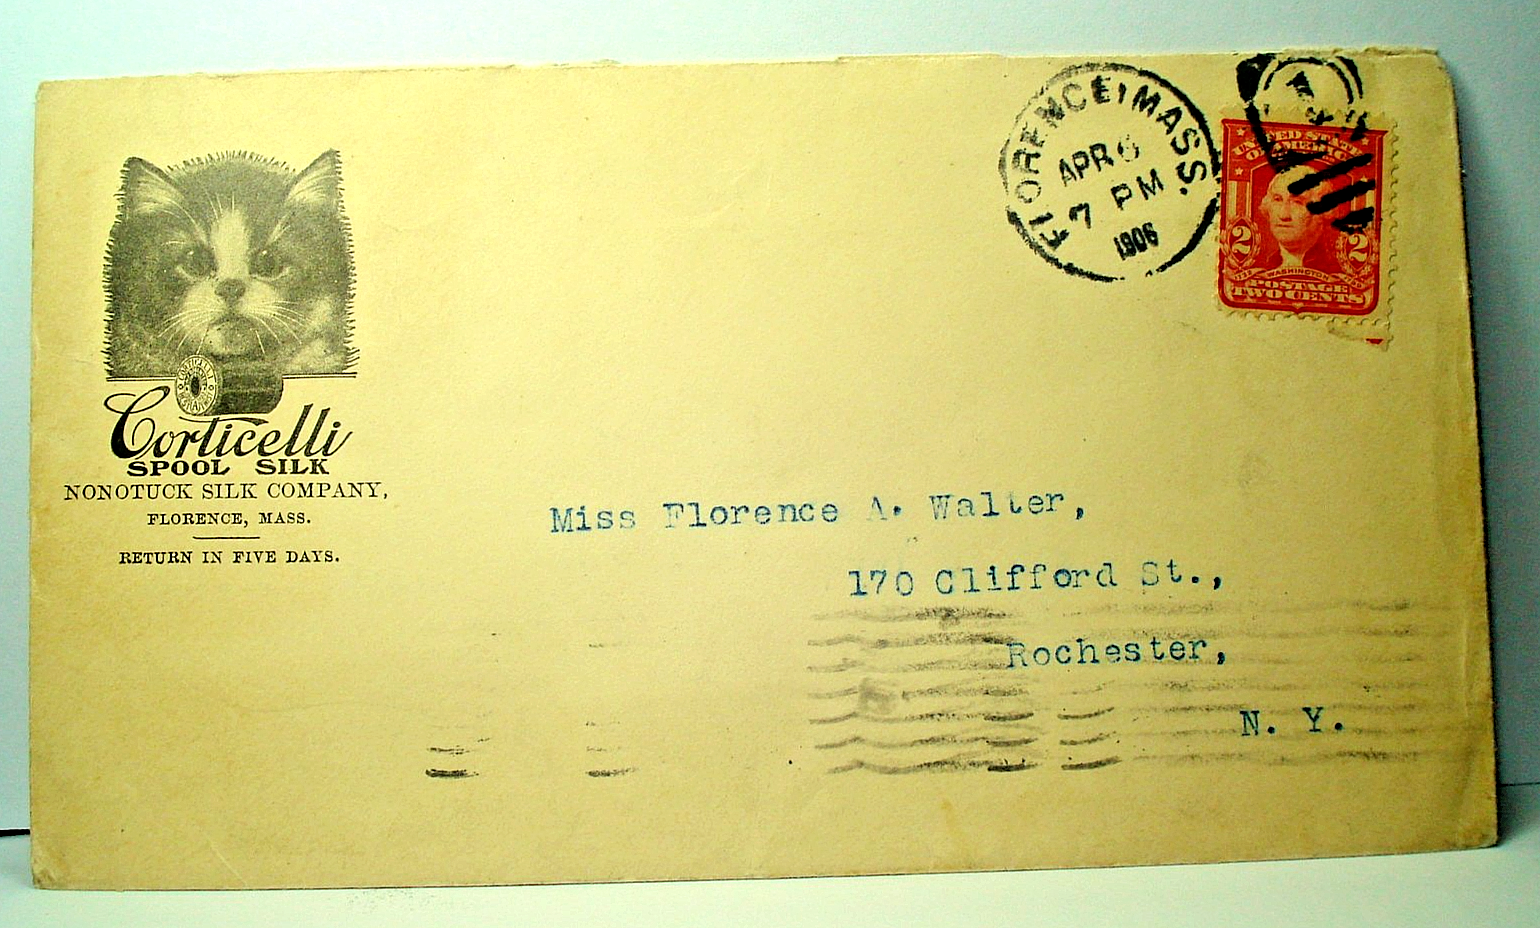 Corticelli
SPOOL SILK
NONOTUCK SILK COMPANY,
FLORENCE, MASS.
RETURN IN FIVE DAYS.
FLORENCE, MASS.
APR 6
7 PM
1906
UNITED STATES
OF AMERICA
2 2
WASHINGTON
POSTAGE
TWO CENTS
Miss Florence A. Walter,
170 Clifford St.,
Rochester,
N. Y.